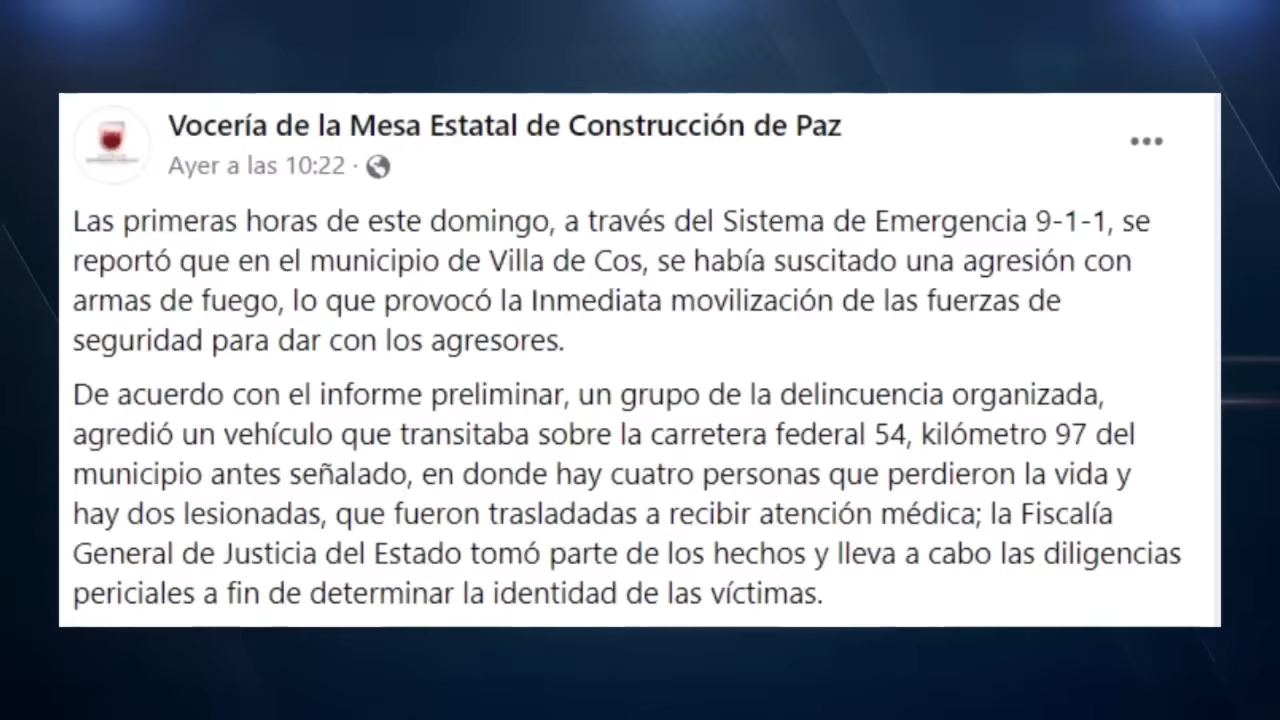 Vocería de la Mesa Estatal de Construcción de Paz
Ayer a las 10:22 ·
Las primeras horas de este domingo, a través del Sistema de Emergencia 9-1-1, se
reportó que en el municipio de Villa de Cos, se había suscitado una agresión con
armas de fuego, lo que provocó la Inmediata movilización de las fuerzas de
seguridad para dar con los agresores.
De acuerdo con el informe preliminar, un grupo de la delincuencia organizada,
agredió un vehículo que transitaba sobre la carretera federal 54, kilómetro 97 del
municipio antes señalado, en donde hay cuatro personas que perdieron la vida y
hay dos lesionadas, que fueron trasladadas a recibir atención médica; la Fiscalía
General de Justicia del Estado tomó parte de los hechos y lleva a cabo las diligencias
periciales a fin de determinar la identidad de las víctimas.